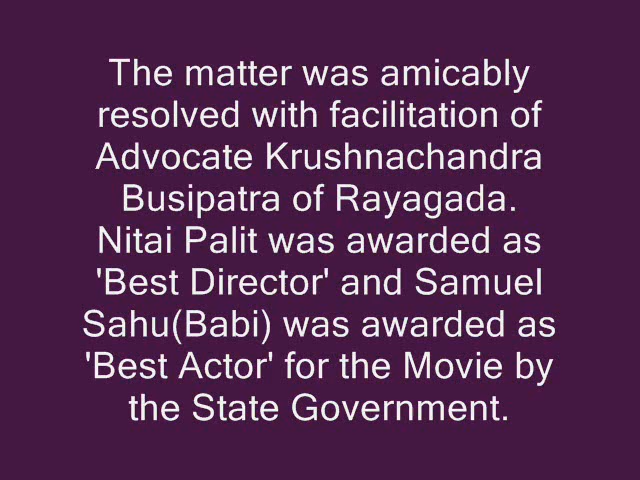 The matter was amicably
resolved with facilitation of
Advocate Krushnachandra
Busipatra of Rayagada.
Nitai Palit was awarded as
'Best Director' and Samuel
Sahu(Babi) was awarded as
'Best Actor' for the Movie by
the State Government.